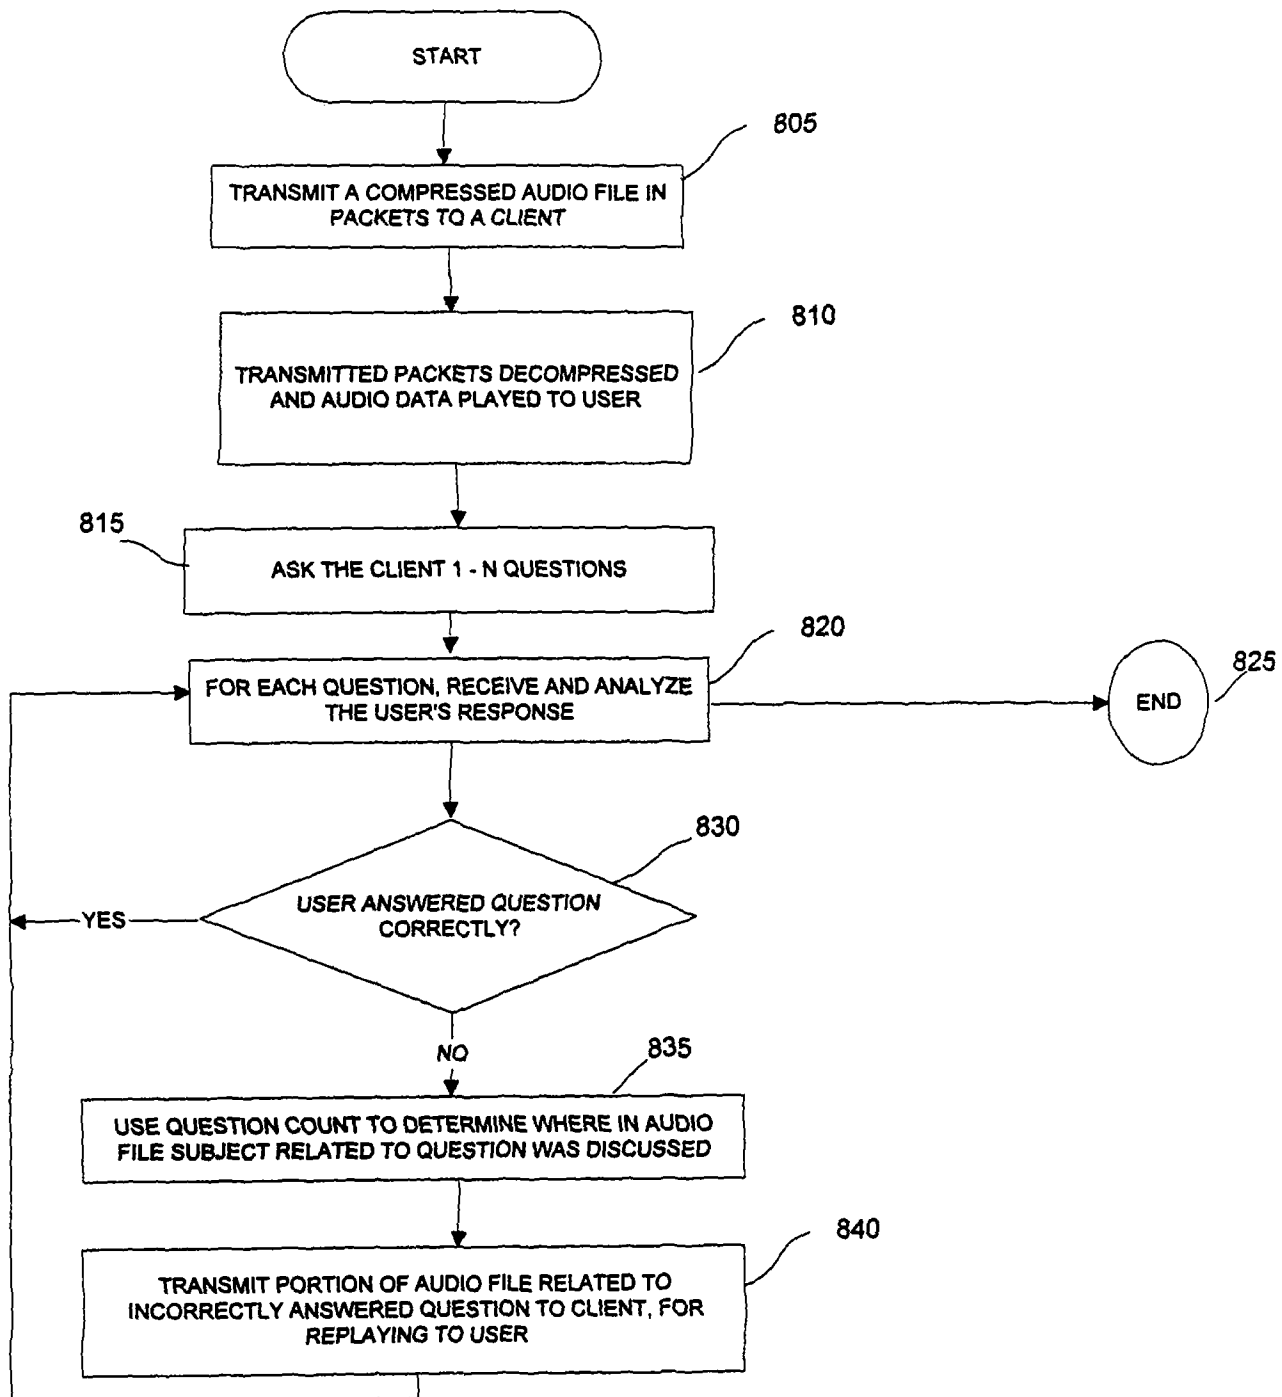 START
805
TRANSMIT A COMPRESSED AUDIO FILE IN
PACKETS TO A CLIENT
810
TRANSMITTED PACKETS DECOMPRESSED
AND AUDIO DATA PLAYED TO USER
815
ASK THE CLIENT 1 - N QUESTIONS
820
FOR EACH QUESTION, RECEIVE AND ANALYZE
THE USER'S RESPONSE
END
825
830
USER ANSWERED QUESTION
CORRECTLY?
YES
NO
835
USE QUESTION COUNT TO DETERMINE WHERE IN AUDIO
FILE SUBJECT RELATED TO QUESTION WAS DISCUSSED
840
TRANSMIT PORTION OF AUDIO FILE RELATED TO
INCORRECTLY ANSWERED QUESTION TO CLIENT, FOR
REPLAYING TO USER